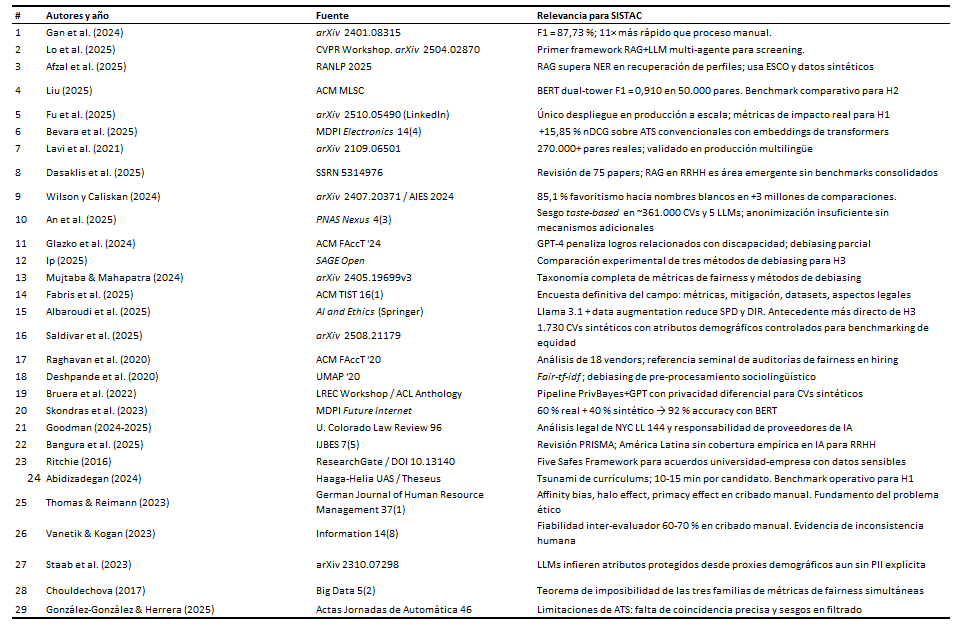 # Autores y año Fuente Relevancia para SISTAC
1 Gan et al. (2024) arXiv 2401.08315 F1 = 87,73 %; 11× más rápido que proceso manual.
2 Lo et al. (2025) CVPR Workshop. arXiv 2504.02870 Primer framework RAG+LLM multi-agente para screening.
3 Afzal et al. (2025) RANLP 2025 RAG supera NER en recuperación de perfiles; usa ESCO y datos sintéticos
4 Liu (2025) ACM MLSC BERT dual-tower F1 = 0,910 en 50.000 pares. Benchmark comparativo para H2
5 Fu et al. (2025) arXiv 2510.05490 (LinkedIn) Único despliegue en producción a escala; métricas de impacto real para H1
6 Bevara et al. (2025) MDPI Electronics 14(4) +15,85 % nDCG sobre ATS convencionales con embeddings de transformers
7 Lavi et al. (2021) arXiv 2109.06501 270.000+ pares reales; validado en producción multilingüe
8 Dasaklis et al. (2025) SSRN 5314976 Revisión de 75 papers; RAG en RRHH es área emergente sin benchmarks consolidados
9 Wilson y Caliskan (2024) arXiv 2407.20371 / AIES 2024 85,1 % favoritismo hacia nombres blancos en +3 millones de comparaciones.
10 An et al. (2025) PNAS Nexus 4(3) Sesgo taste-based en ~361.000 CVs y 5 LLMs; anonimización insuficiente sin
mecanismos adicionales
11 Glazko et al. (2024) ACM FAccT '24 GPT-4 penaliza logros relacionados con discapacidad; debiasing parcial
12 Ip (2025) SAGE Open Comparación experimental de tres métodos de debiasing para H3
13 Mujtaba & Mahapatra (2024) arXiv 2405.19699v3 Taxonomía completa de métricas de fairness y métodos de debiasing
14 Fabris et al. (2025) ACM TIST 16(1) Encuesta definitiva del campo: métricas, mitigación, datasets, aspectos legales
15 Albaroudi et al. (2025) AI and Ethics (Springer) Llama 3.1 + data augmentation reduce SPD y DIR. Antecedente más directo de H3
16 Saldivar et al. (2025) arXiv 2508.21179 1.730 CVs sintéticos con atributos demográficos controlados para benchmarking de
equidad
17 Raghavan et al. (2020) ACM FAccT '20 Análisis de 18 vendors; referencia seminal de auditorías de fairness en hiring
18 Deshpande et al. (2020) UMAP '20 Fair-tf-idf; debiasing de pre-procesamiento sociolingüístico
19 Bruera et al. (2022) LREC Workshop / ACL Anthology Pipeline PrivBayes+GPT con privacidad diferencial para CVs sintéticos
20 Skondras et al. (2023) MDPI Future Internet 60 % real + 40 % sintético → 92 % accuracy con BERT
21 Goodman (2024-2025) U. Colorado Law Review 96 Análisis legal de NYC LL 144 y responsabilidad de proveedores de IA
22 Bangura et al. (2025) IJBES 7(5) Revisión PRISMA; América Latina sin cobertura empírica en IA para RRHH
23 Ritchie (2016) ResearchGate / DOI 10.13140 Five Safes Framework para acuerdos universidad-empresa con datos sensibles
24 Abidizadegan (2024) Haaga-Helia UAS / Theseus Tsunami de currículums; 10-15 min por candidato. Benchmark operativo para H1
25 Thomas & Reimann (2023) German Journal of Human Resource
Management 37(1) Affinity bias, halo effect, primacy effect en cribado manual. Fundamento del problema
ético
26 Vanetik & Kogan (2023) Information 14(8) Fiabilidad inter-evaluador 60-70 % en cribado manual. Evidencia de inconsistencia
humana
27 Staab et al. (2023) arXiv 2310.07298 LLMs infieren atributos protegidos desde proxies demográficos aun sin PII explícita
28 Chouldechova (2017) Big Data 5(2) Teorema de imposibilidad de las tres familias de métricas de fairness simultáneas
29 González-González & Herrera (2025) Actas Jornadas de Automática 46 Limitaciones de ATS: falta de coincidencia precisa y sesgos en filtrado